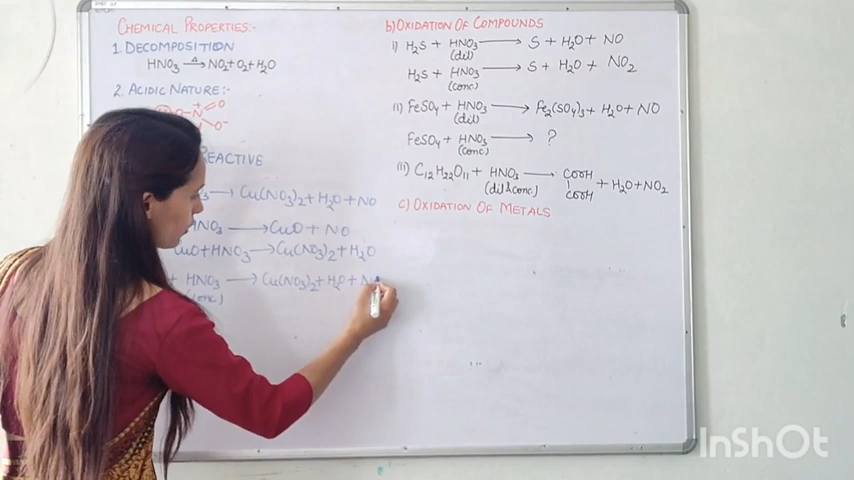 CHEMICAL PROPERTIES:-
1. DECOMPOSITION
HNO3 —Δ→ NO2+O2+H2O
2. ACIDIC NATURE:-
O–N+ O
O-
REACTIVE
→ Cu(NO3)2+H2O+NO
HNO3 → CuO + NO
CuO+HNO3 → Cu(NO3)2+H2O
+ HNO3 → Cu(NO3)2+H2O+N
(conc)
b) OXIDATION OF COMPOUNDS
i) H2S + HNO3 → S + H2O + NO
(dil)
H2S + HNO3 → S + H2O + NO2
(conc)
ii) FeSO4 + HNO3 → Fe2(SO4)3+H2O+NO
(dil)
FeSO4 + HNO3 → ?
(conc)
iii) C12H22O11 + HNO3 → COOH + H2O+NO2
(dil&conc) COOH
c) OXIDATION OF METALS
InShOt